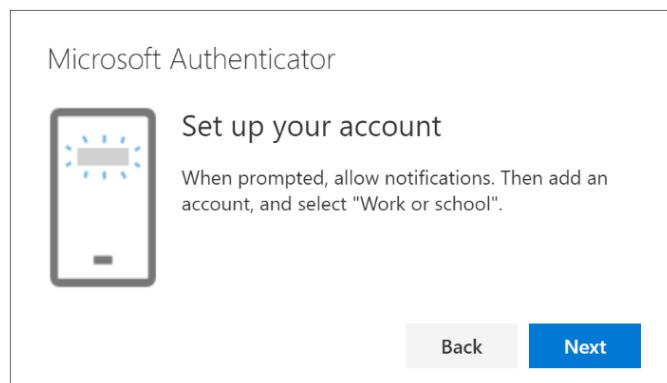 Microsoft Authenticator
Set up your account
When prompted, allow notifications. Then add an
account, and select "Work or school".
Back
Next